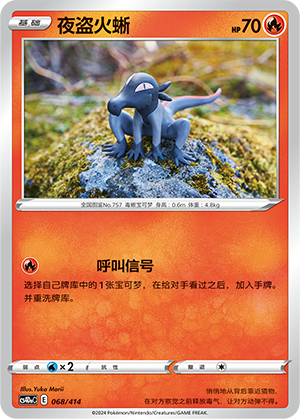 基础 夜盗火蜥 HP 70
全国图鉴No.757 毒蜥宝可梦 身高：0.6m 体重：4.8kg
呼叫信号
选择自己牌库中的1张宝可梦，在给对手看过之后，加入手牌。
并重洗牌库。
弱点 ×2 抗性 撤退
Illus.Yuka Morii
悄悄地从背后靠近猎物，
在对方察觉之前释放毒气，让对方动弹不得。
E 068/414
©2024 Pokémon/Nintendo/Creatures/GAME FREAK.